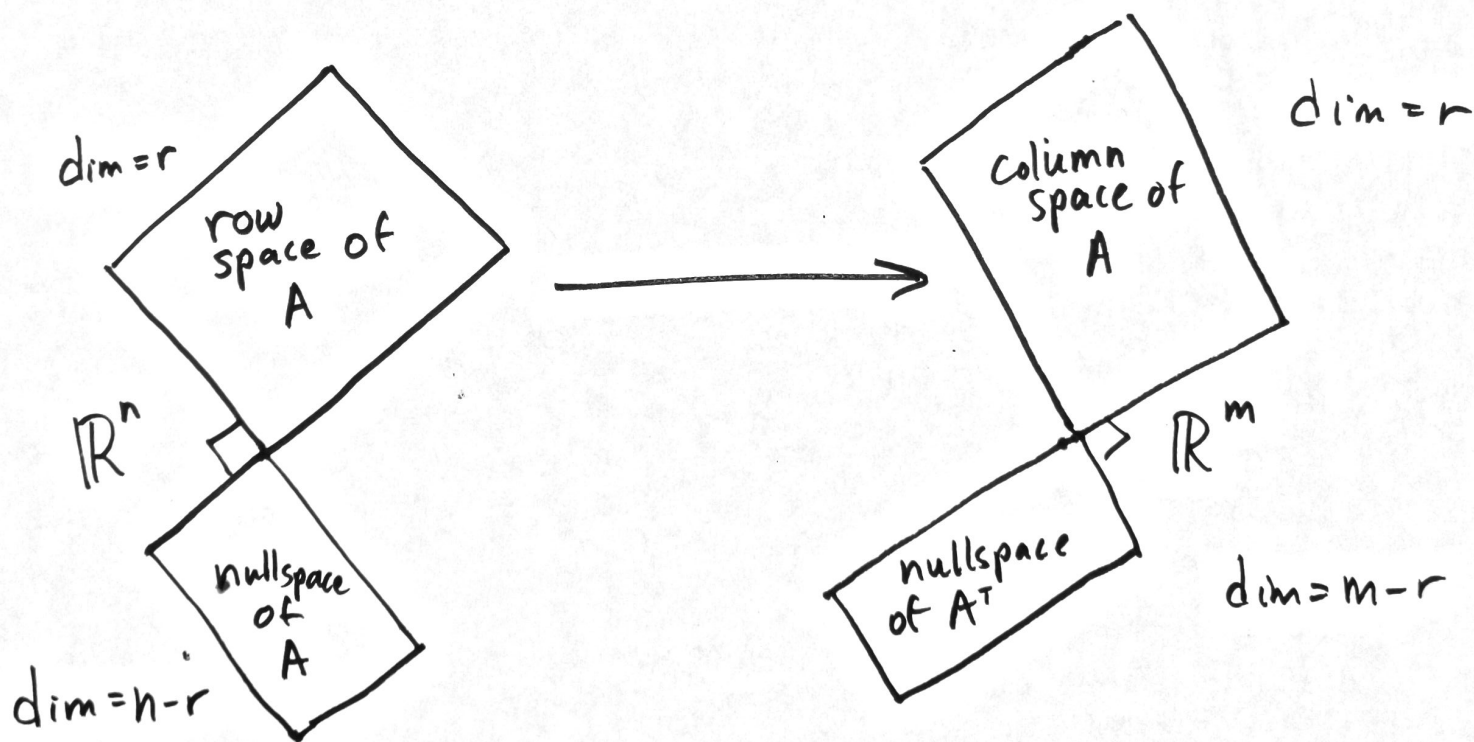 dim = r
row
space of
A
ℝⁿ
nullspace
of
A
dim = n-r
column
space of
A
dim = r
ℝᵐ
nullspace
of Aᵀ
dim = m-r